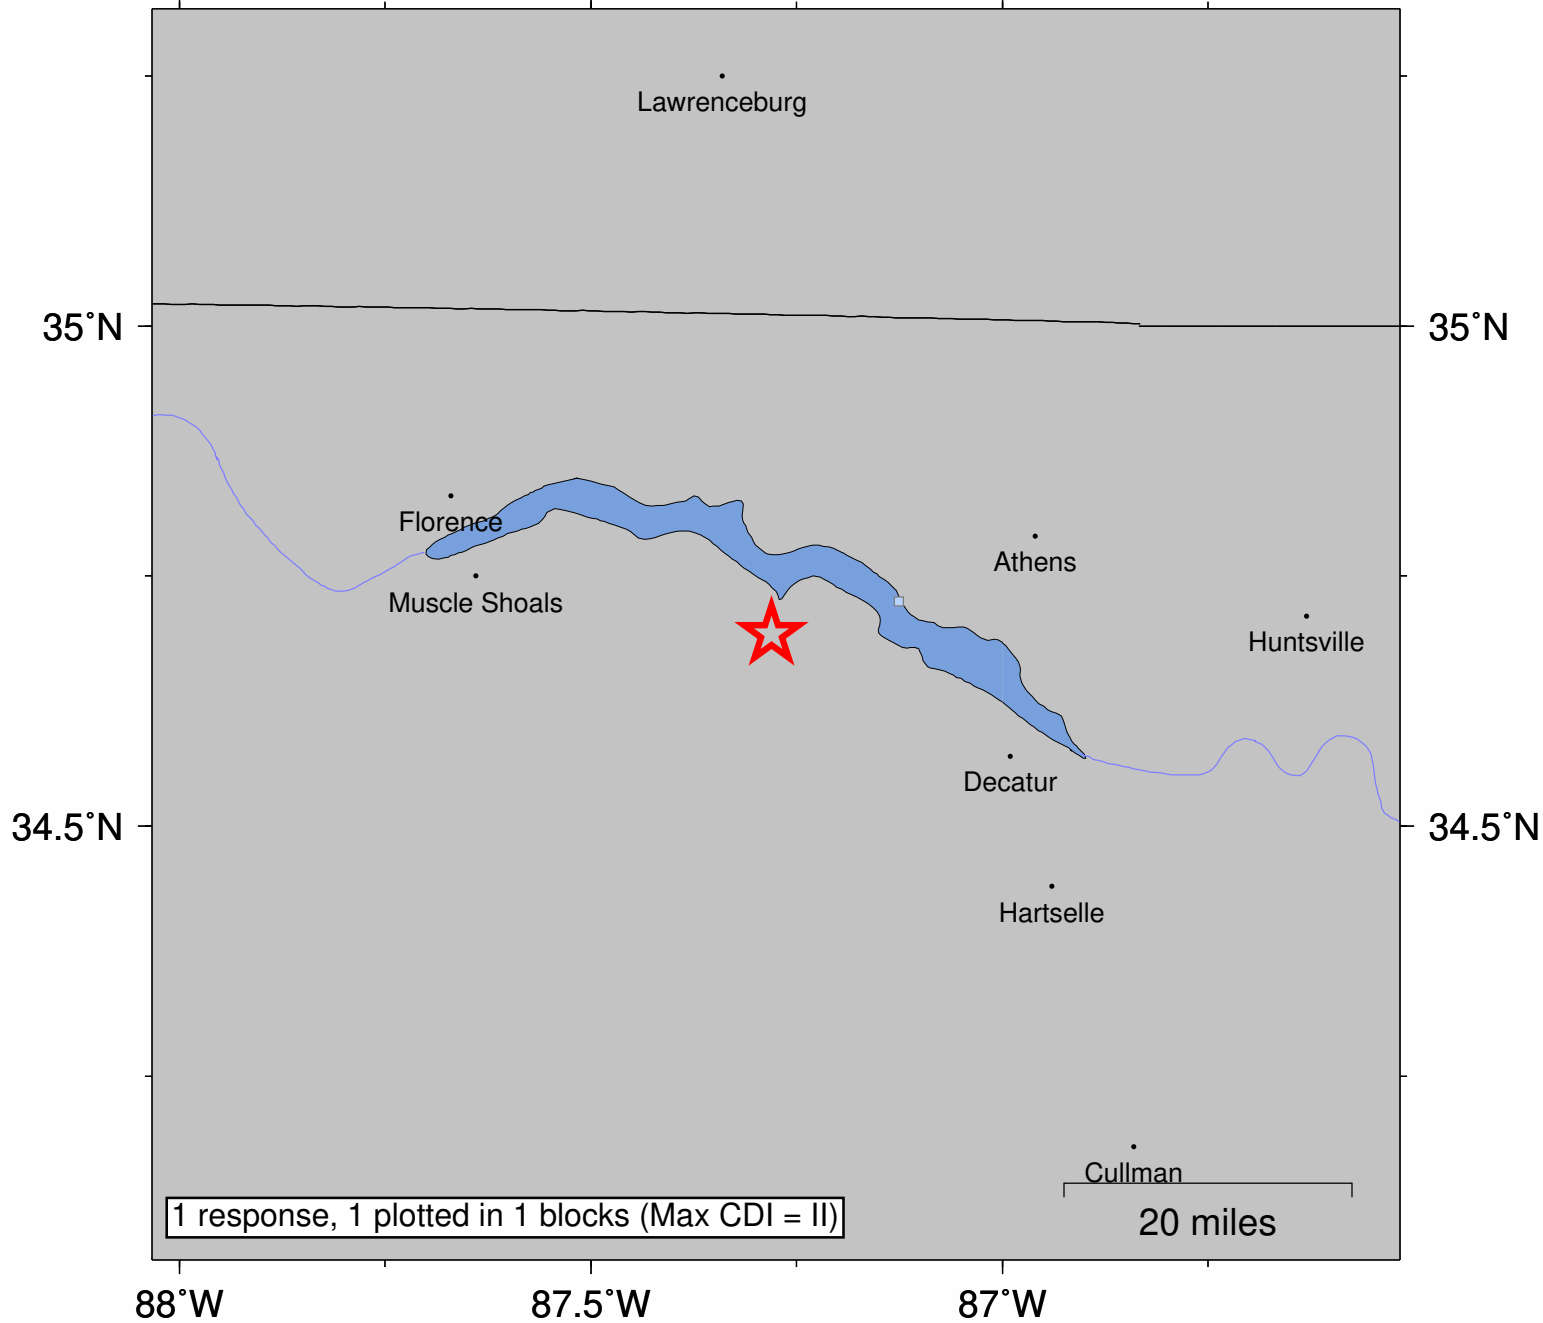 Lawrenceburg
35˚N
35˚N
Florence
Athens
Muscle Shoals
Huntsville
Decatur
34.5˚N
34.5˚N
Hartselle
Cullman
1 response, 1 plotted in 1 blocks (Max CDI = II)
20 miles
88˚W
87.5˚W
87˚W